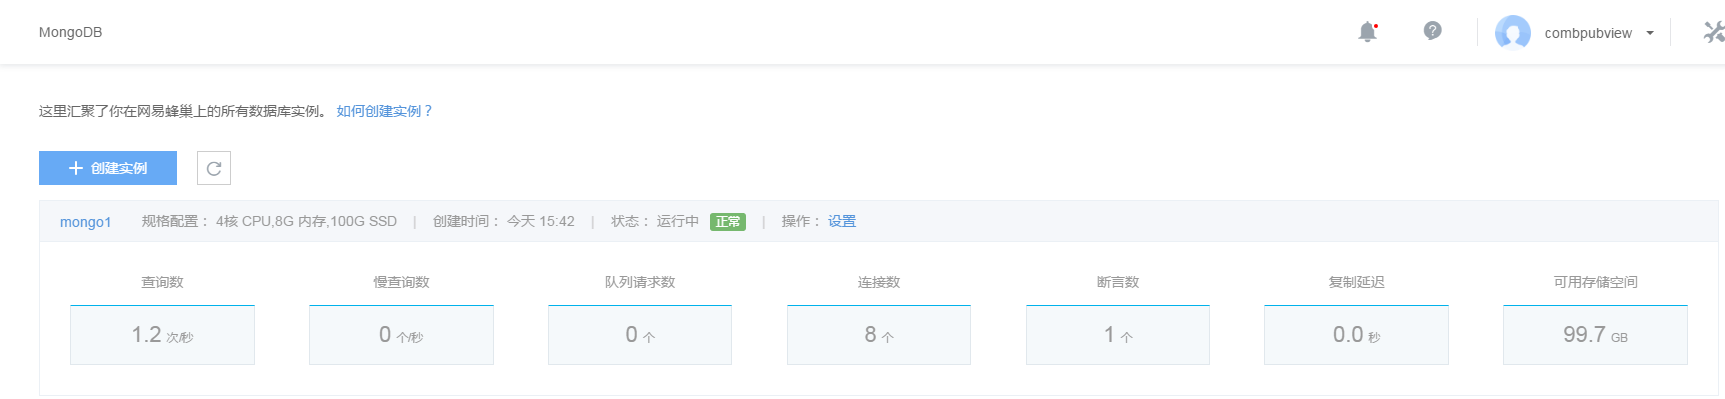 MongoDB
combpubview
这里汇聚了你在网易蜂巢上的所有数据库实例。 如何创建实例？
创建实例
mongo1 规格配置： 4核 CPU,8G 内存,100G SSD | 创建时间： 今天 15:42 | 状态： 运行中 正常 | 操作： 设置
查询数 慢查询数 队列请求数 连接数 断言数 复制延迟 可用存储空间
1.2 次/秒 0 个/秒 0 个 8 个 1 个 0.0 秒 99.7 GB